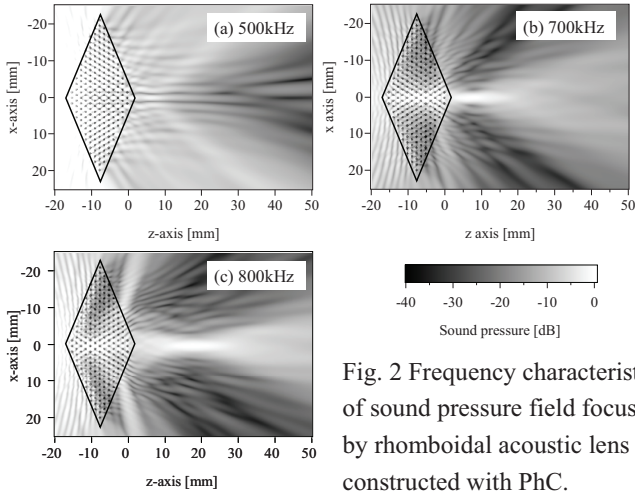 (a) 500kHz
-20
-10
0
10
20
x-axis [mm]
-20 -10 0 10 20 30 40 50
z-axis [mm]
(b) 700kHz
-20
-10
0
10
20
x axis [mm]
-20 -10 0 10 20 30 40 50
z axis [mm]
(c) 800kHz
-20
-10
0
10
20
x-axis [mm]
-20 -10 0 10 20 30 40 50
z-axis [mm]
-40 -30 -20 -10 0
Sound pressure [dB]
Fig. 2 Frequency characterist
of sound pressure field focus
by rhomboidal acoustic lens
constructed with PhC.